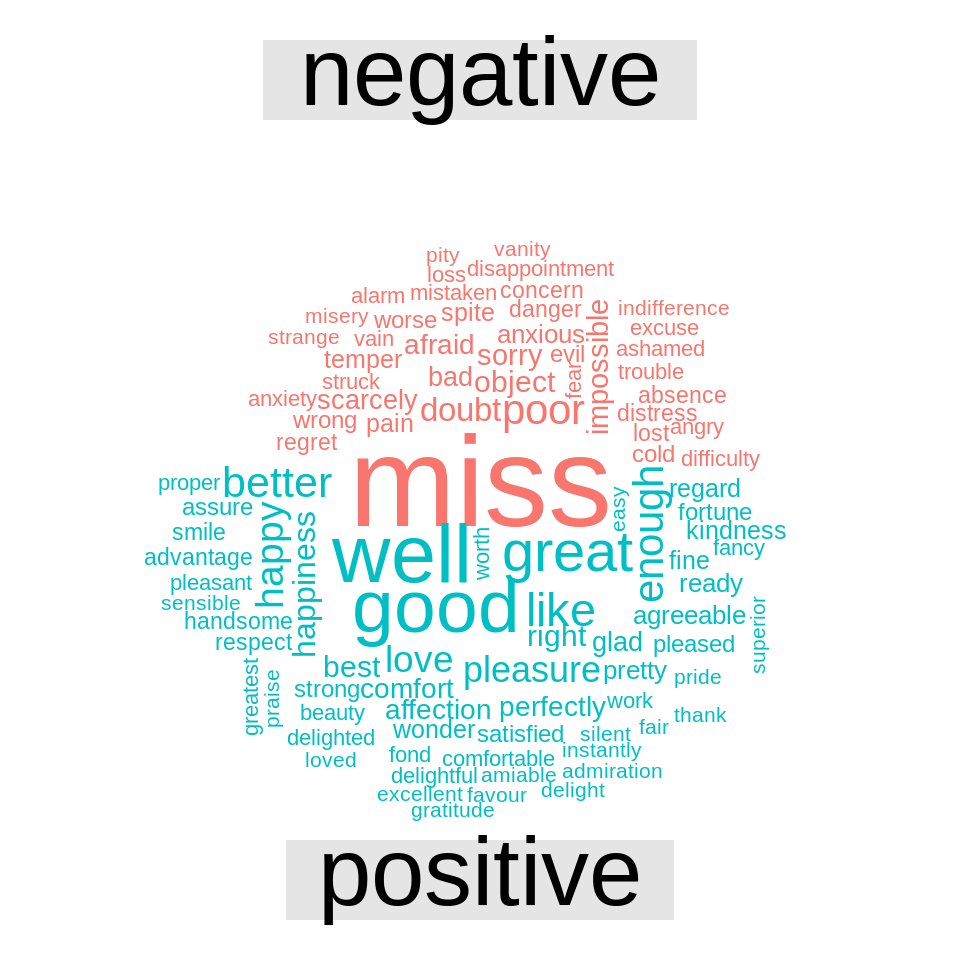 negative
pity vanity
loss disappointment
alarm mistaken concern
misery worse spite danger indifference
strange vain afraid anxious impossible excuse
temper sorry evil ashamed
struck bad object fear trouble
anxiety scarcely doubt poor absence
wrong pain distress
regret lost angry
miss cold difficulty
proper better enough regard
assure happy easy fortune
smile happiness well worth great kindness
advantage fine fancy
pleasant good ready
sensible like agreeable superior
handsome
respect right glad pleased
best love pleasure pretty pride
greatest praise strong comfort
beauty affection perfectly work thank
delighted wonder satisfied silent fair
loved fond comfortable instantly
delightful amiable admiration
excellent favour delight
gratitude
positive